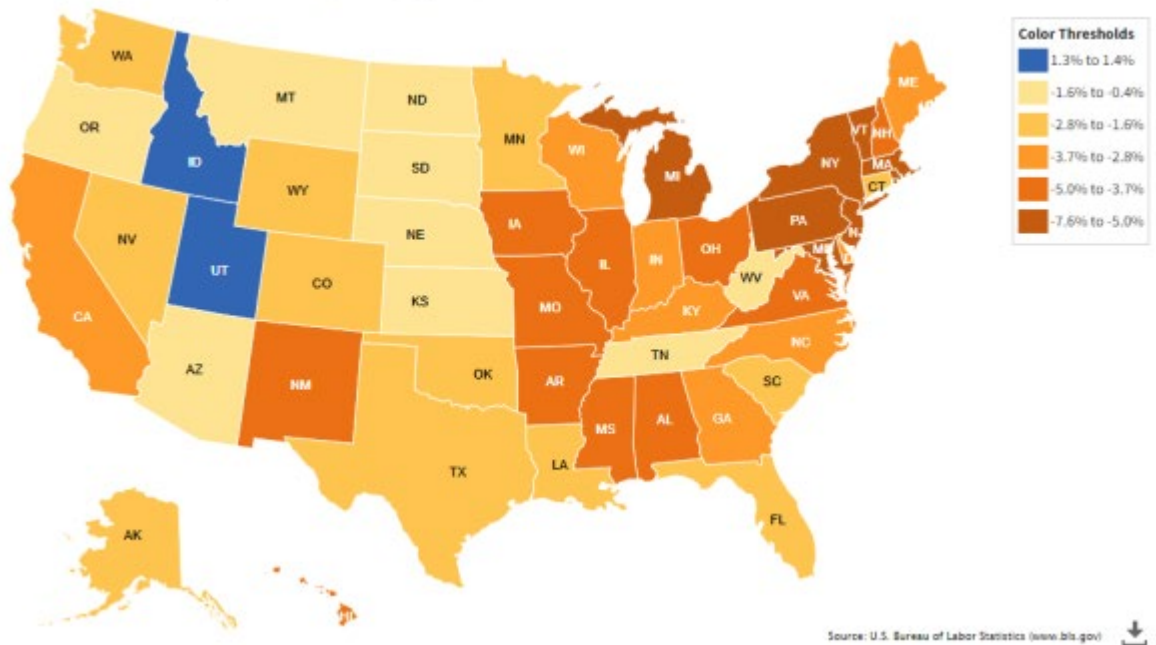 Color Thresholds
1.3% to 1.4%
-1.6% to -0.4%
-2.8% to -1.6%
-3.7% to -2.8%
-5.0% to -3.7%
-7.6% to -5.0%
WA
MT
ND
MN
ME
OR
ID
SD
WI
VT
NH
WY
MI
NY
MA
CT
NV
UT
NE
IA
PA
CO
KS
IL
IN
OH
WV
VA
CA
MO
KY
AZ
NM
OK
AR
TN
NC
SC
TX
LA
MS
AL
GA
FL
AK
HI
Source: U.S. Bureau of Labor Statistics (www.bls.gov)